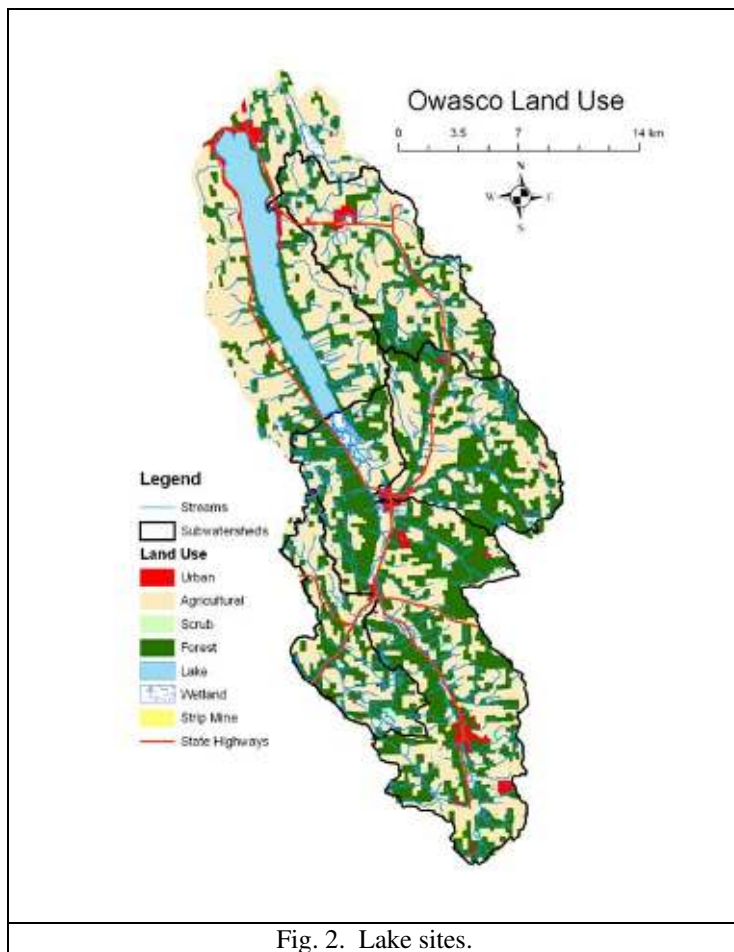 Owasco Land Use
0 3.5 7 14 km
N
W E
S
Legend
Streams
Subwatersheds
Land Use
Urban
Agricultural
Scrub
Forest
Lake
Wetland
Strip Mine
State Highways
Fig. 2. Lake sites.